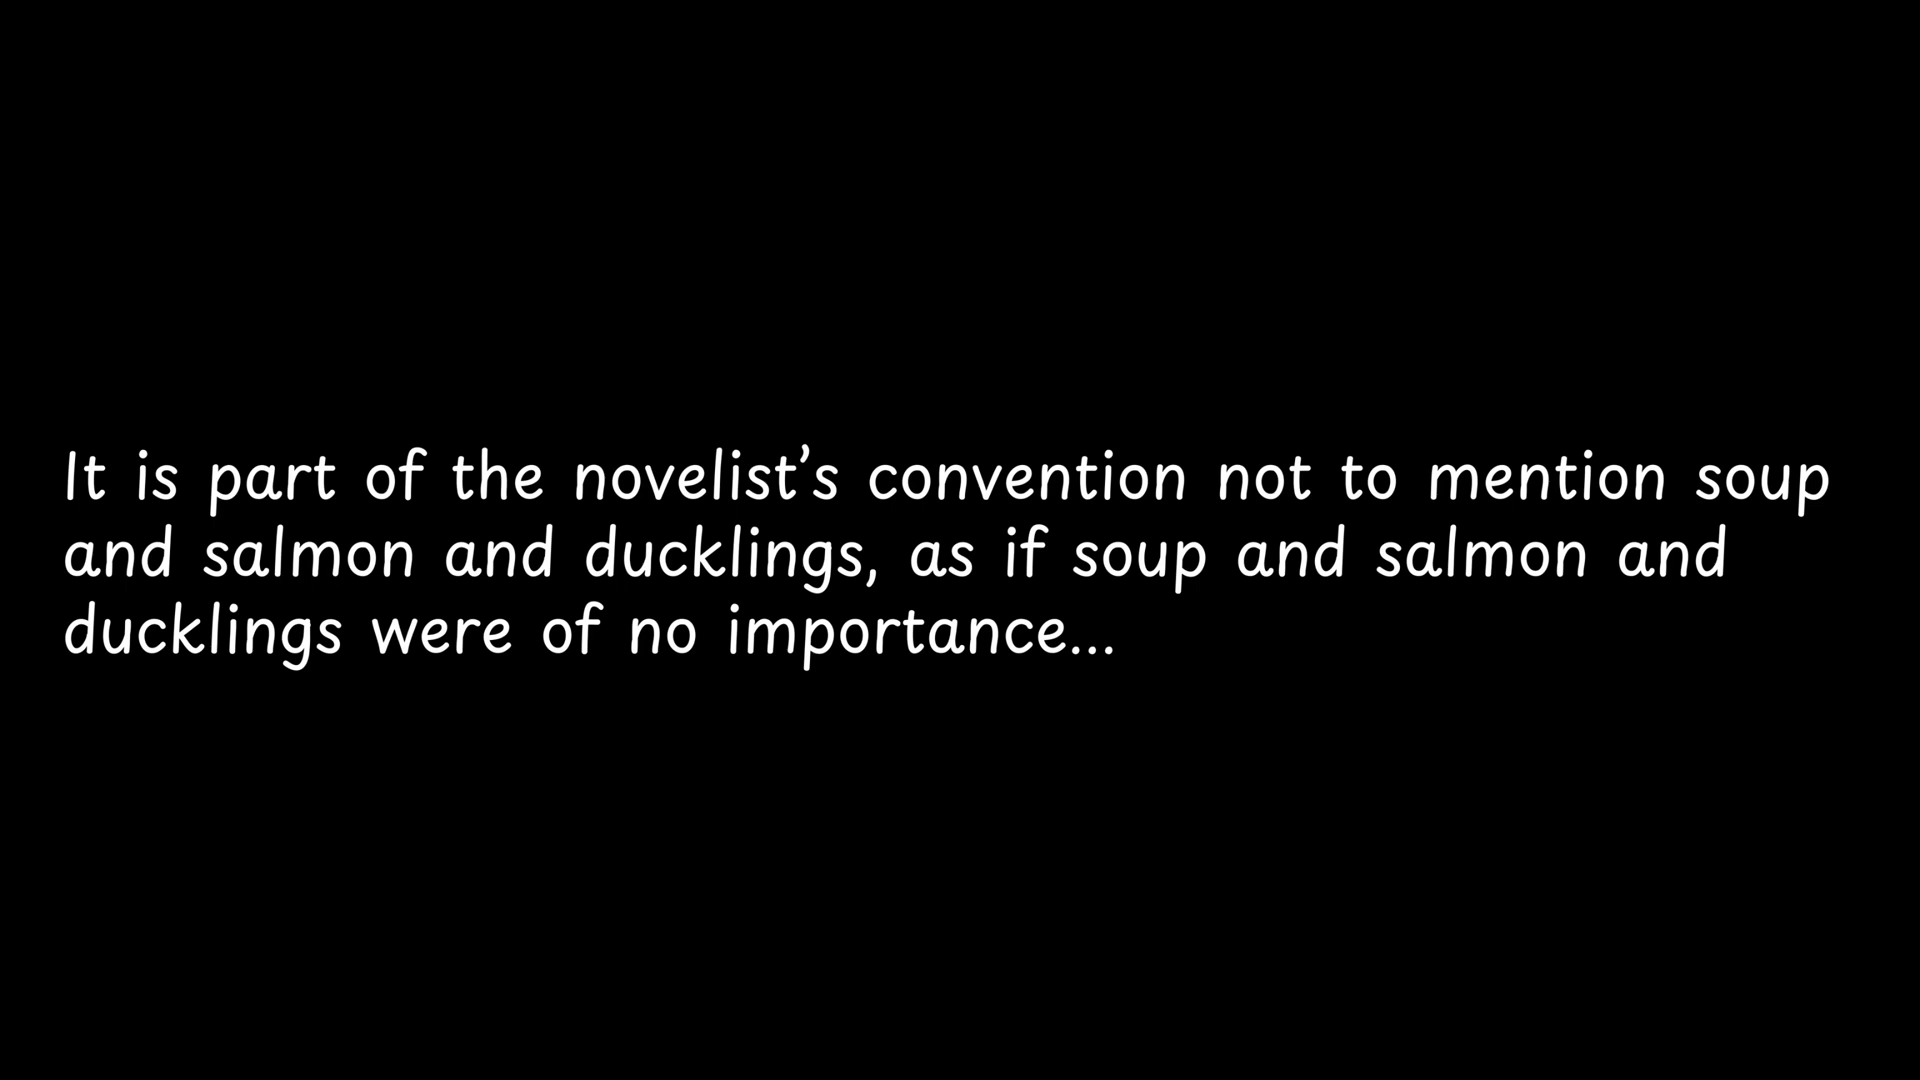 It is part of the novelist’s convention not to mention soup
and salmon and ducklings, as if soup and salmon and
ducklings were of no importance...